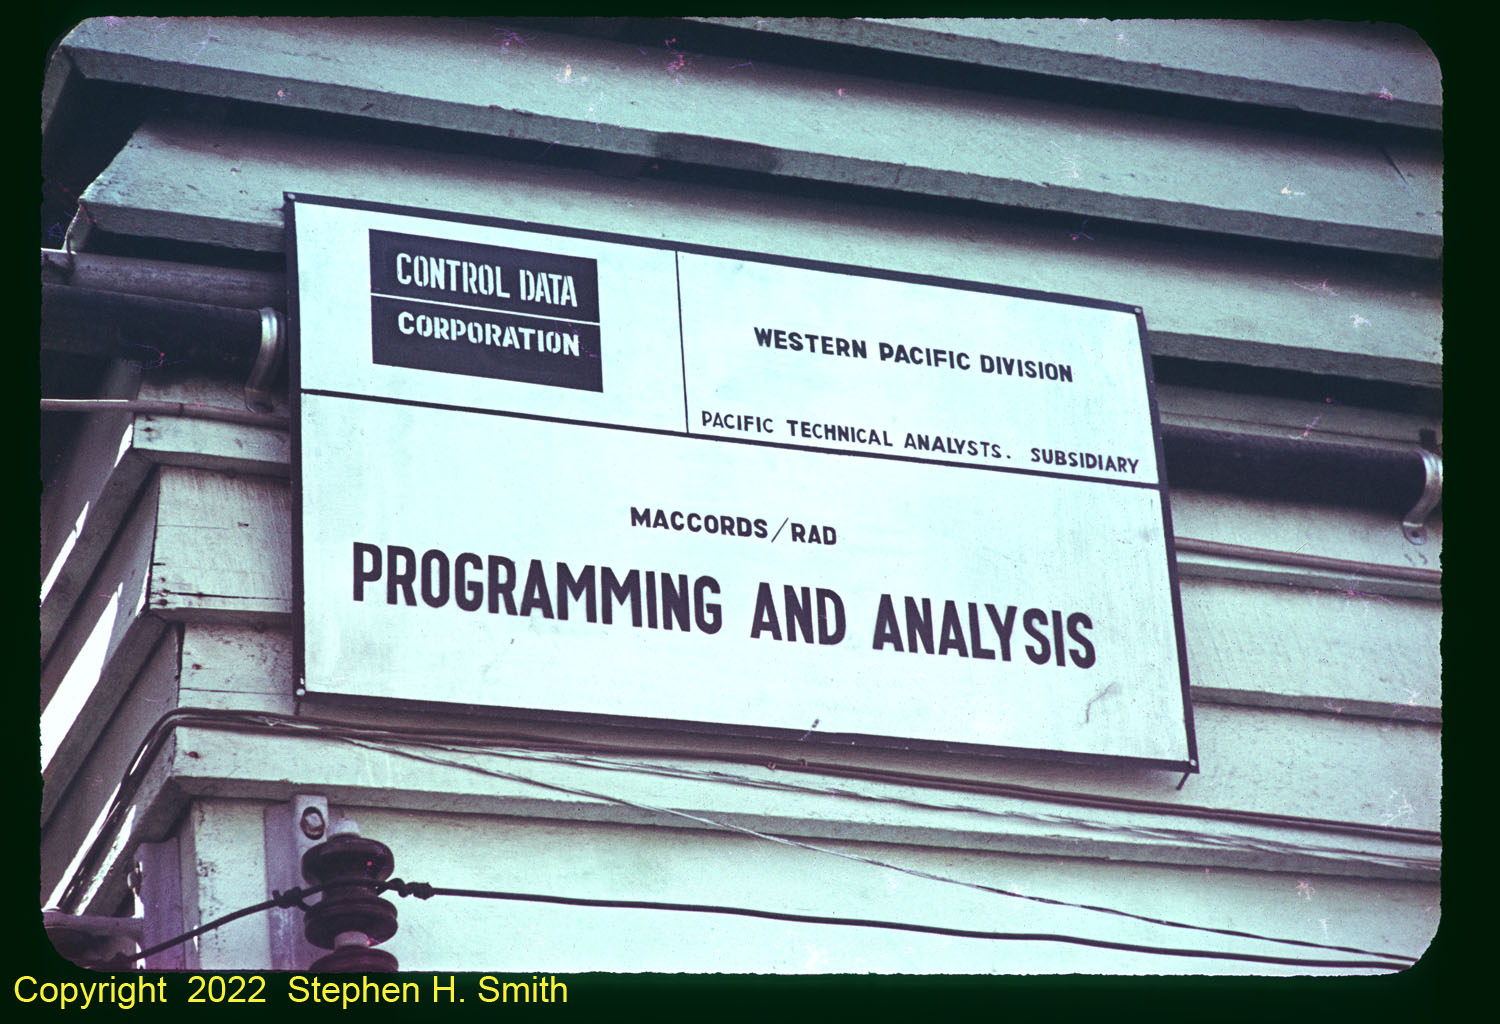 CONTROL DATA
CORPORATION
WESTERN PACIFIC DIVISION
PACIFIC TECHNICAL ANALYSTS. SUBSIDIARY
MACCORDS/RAD
PROGRAMMING AND ANALYSIS
Copyright 2022 Stephen H. Smith